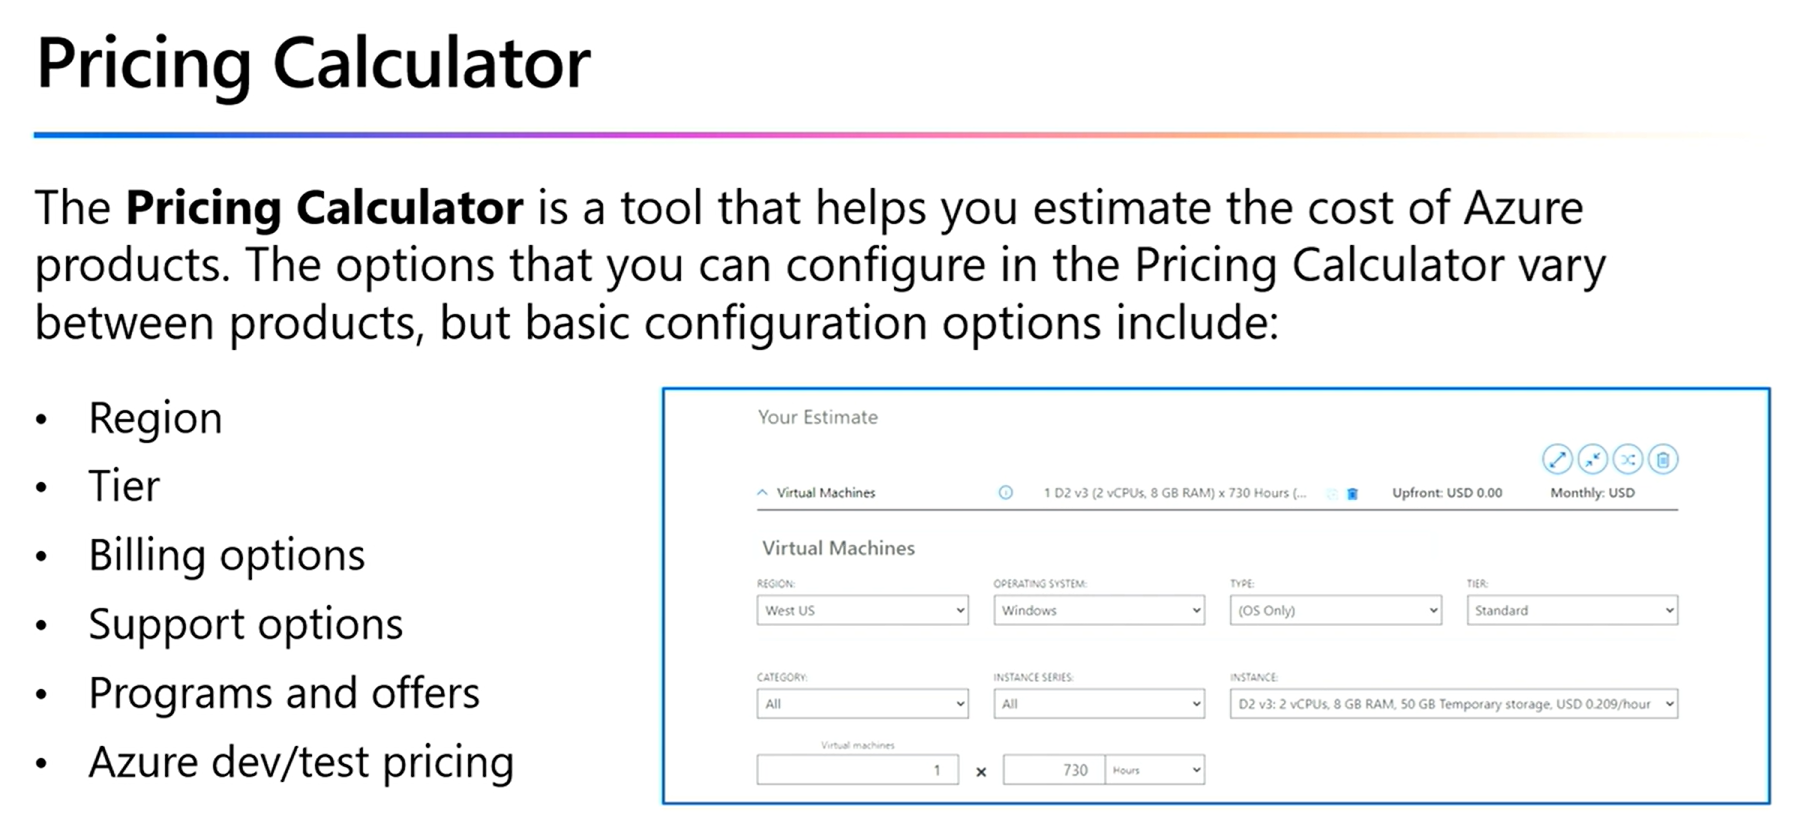 Pricing Calculator
The Pricing Calculator is a tool that helps you estimate the cost of Azure
products. The options that you can configure in the Pricing Calculator vary
between products, but basic configuration options include:
• Region
• Tier
• Billing options
• Support options
• Programs and offers
• Azure dev/test pricing
Your Estimate
Virtual Machines 1 D2 v3 (2 vCPUs, 8 GB RAM) x 730 Hours (... Upfront: USD 0.00 Monthly: USD
Virtual Machines
REGION: OPERATING SYSTEM: TYPE: TIER:
West US Windows (OS Only) Standard
CATEGORY: INSTANCE SERIES: INSTANCE:
All All D2 v3: 2 vCPUs, 8 GB RAM, 50 GB Temporary storage, USD 0.209/hour
Virtual machines
1 × 730 Hours